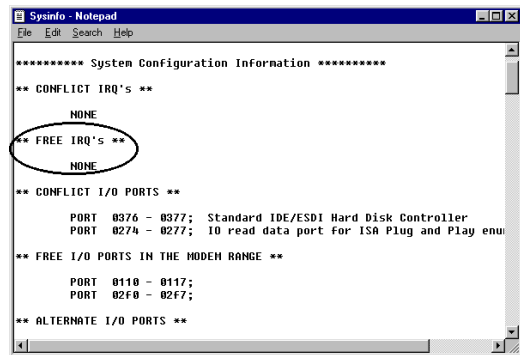 Sysinfo - Notepad
File Edit Search Help
********** System Configuration Information **********
** CONFLICT IRQ's **
NONE
** FREE IRQ's **
NONE
** CONFLICT I/O PORTS **
PORT 0376 - 0377; Standard IDE/ESDI Hard Disk Controller
PORT 0274 - 0277; IO read data port for ISA Plug and Play enu
** FREE I/O PORTS IN THE MODEM RANGE **
PORT 0110 - 0117;
PORT 02f0 - 02f7;
** ALTERNATE I/O PORTS **